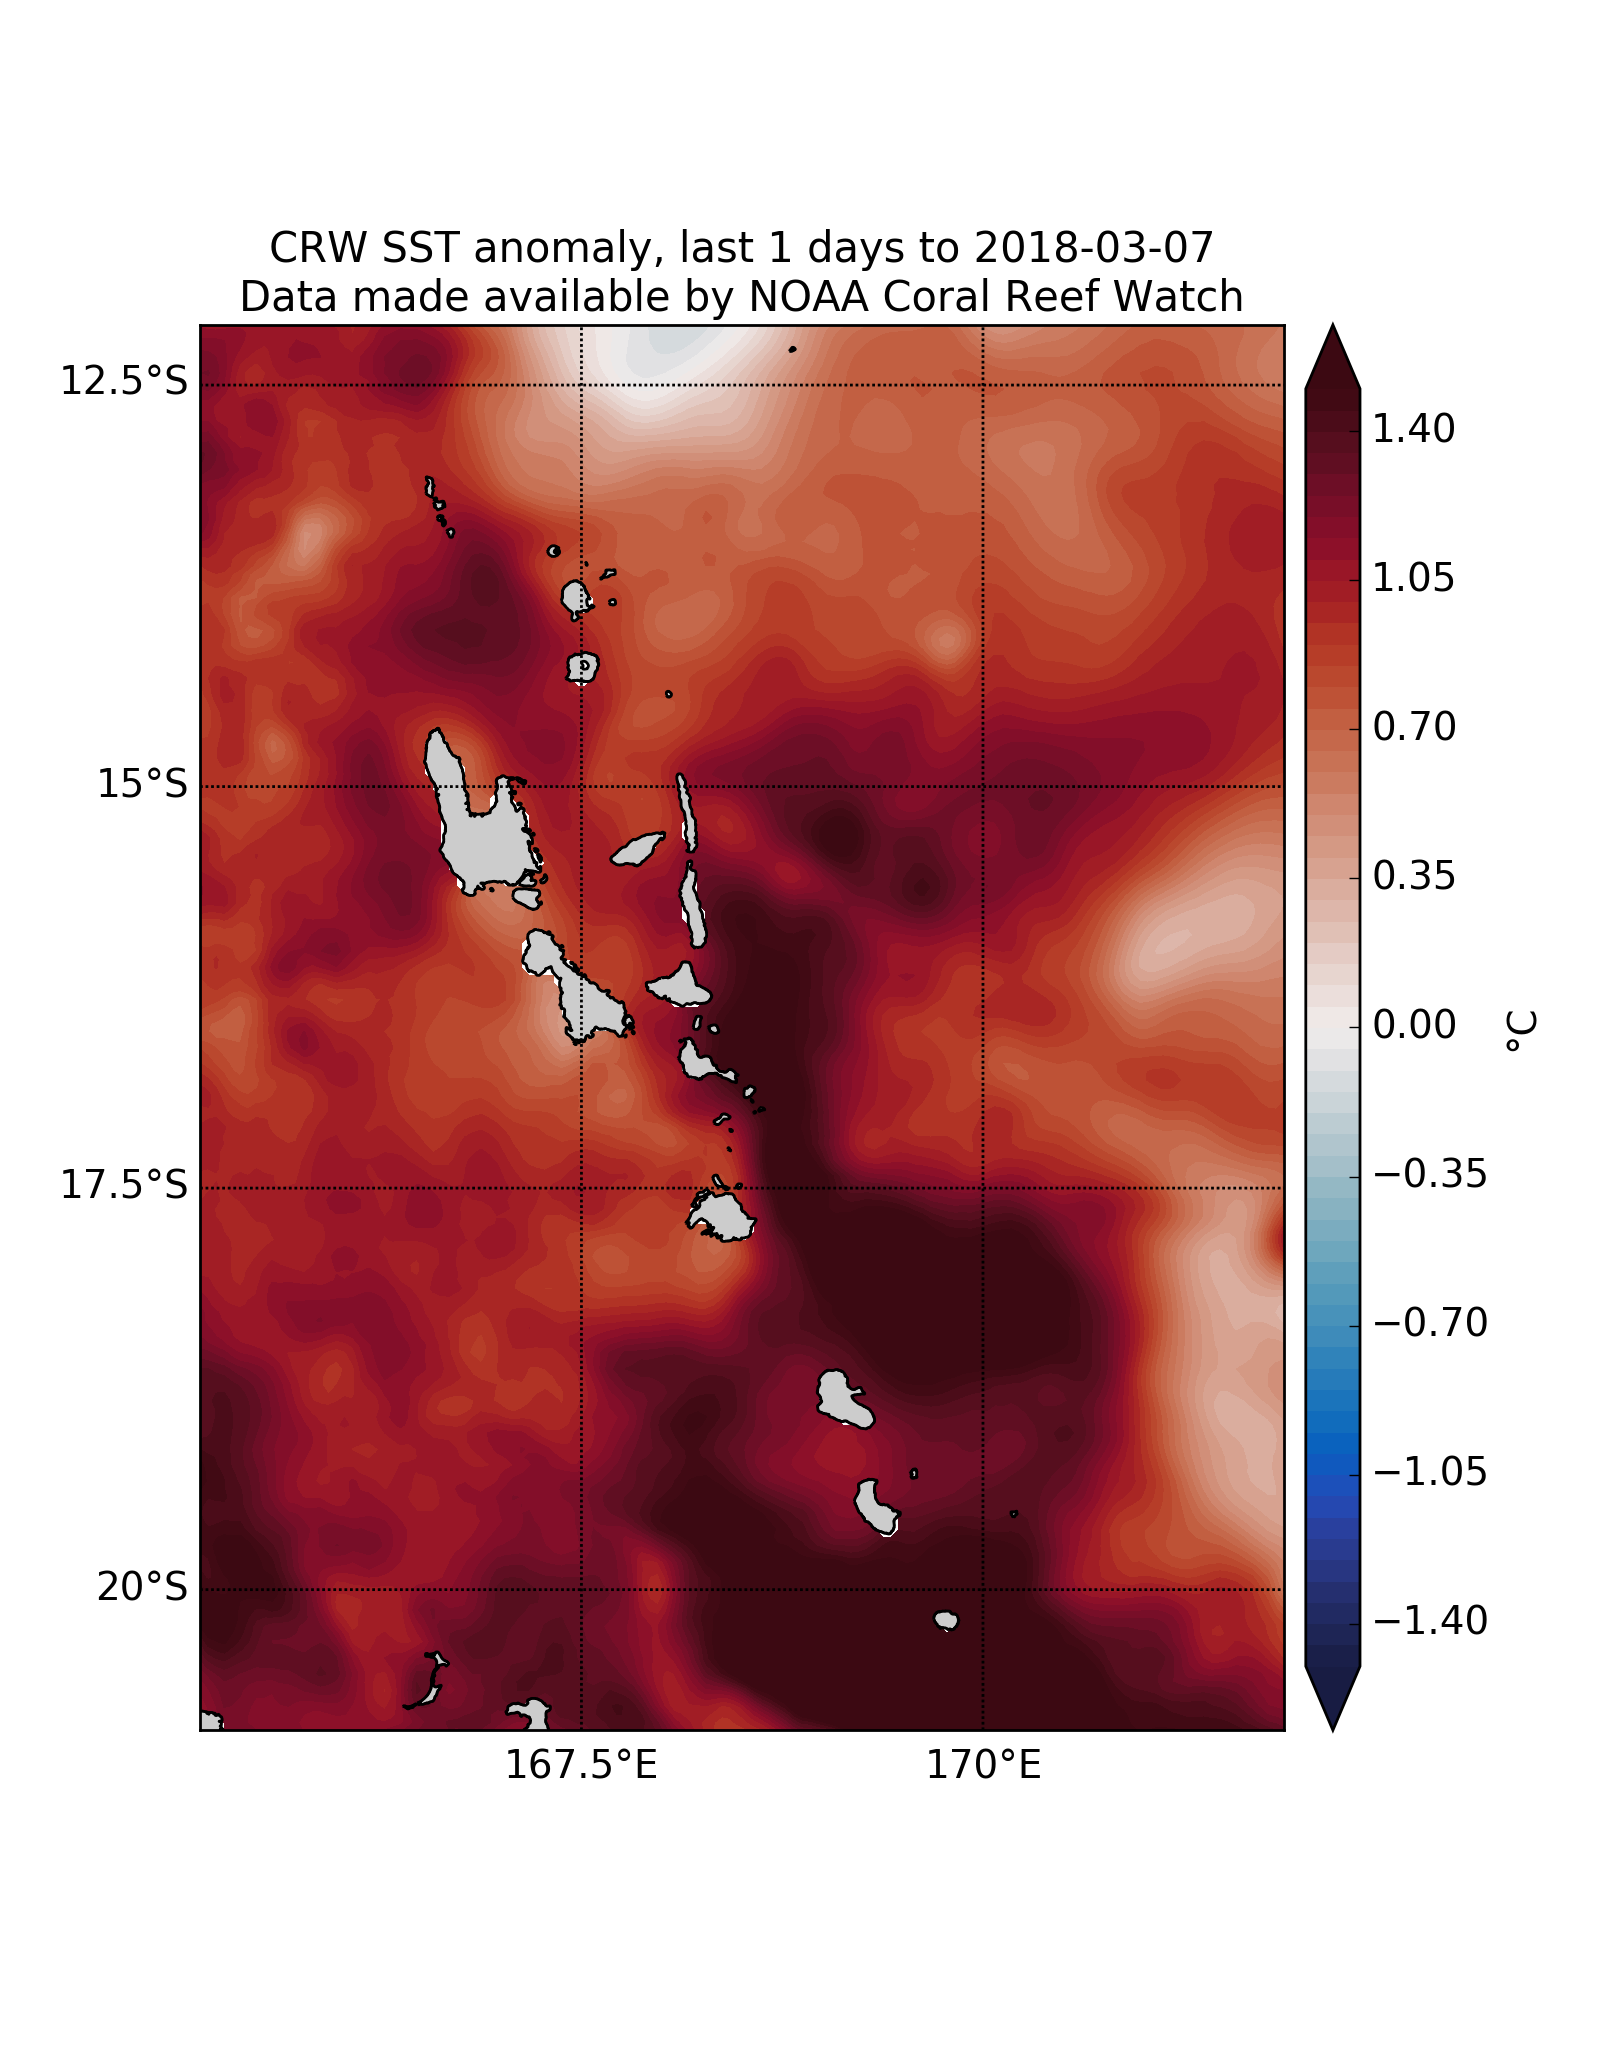 CRW SST anomaly, last 1 days to 2018-03-07
Data made available by NOAA Coral Reef Watch
12.5°S
15°S
17.5°S
20°S
167.5°E
170°E
1.40
1.05
0.70
0.35
0.00
−0.35
−0.70
−1.05
−1.40
°C